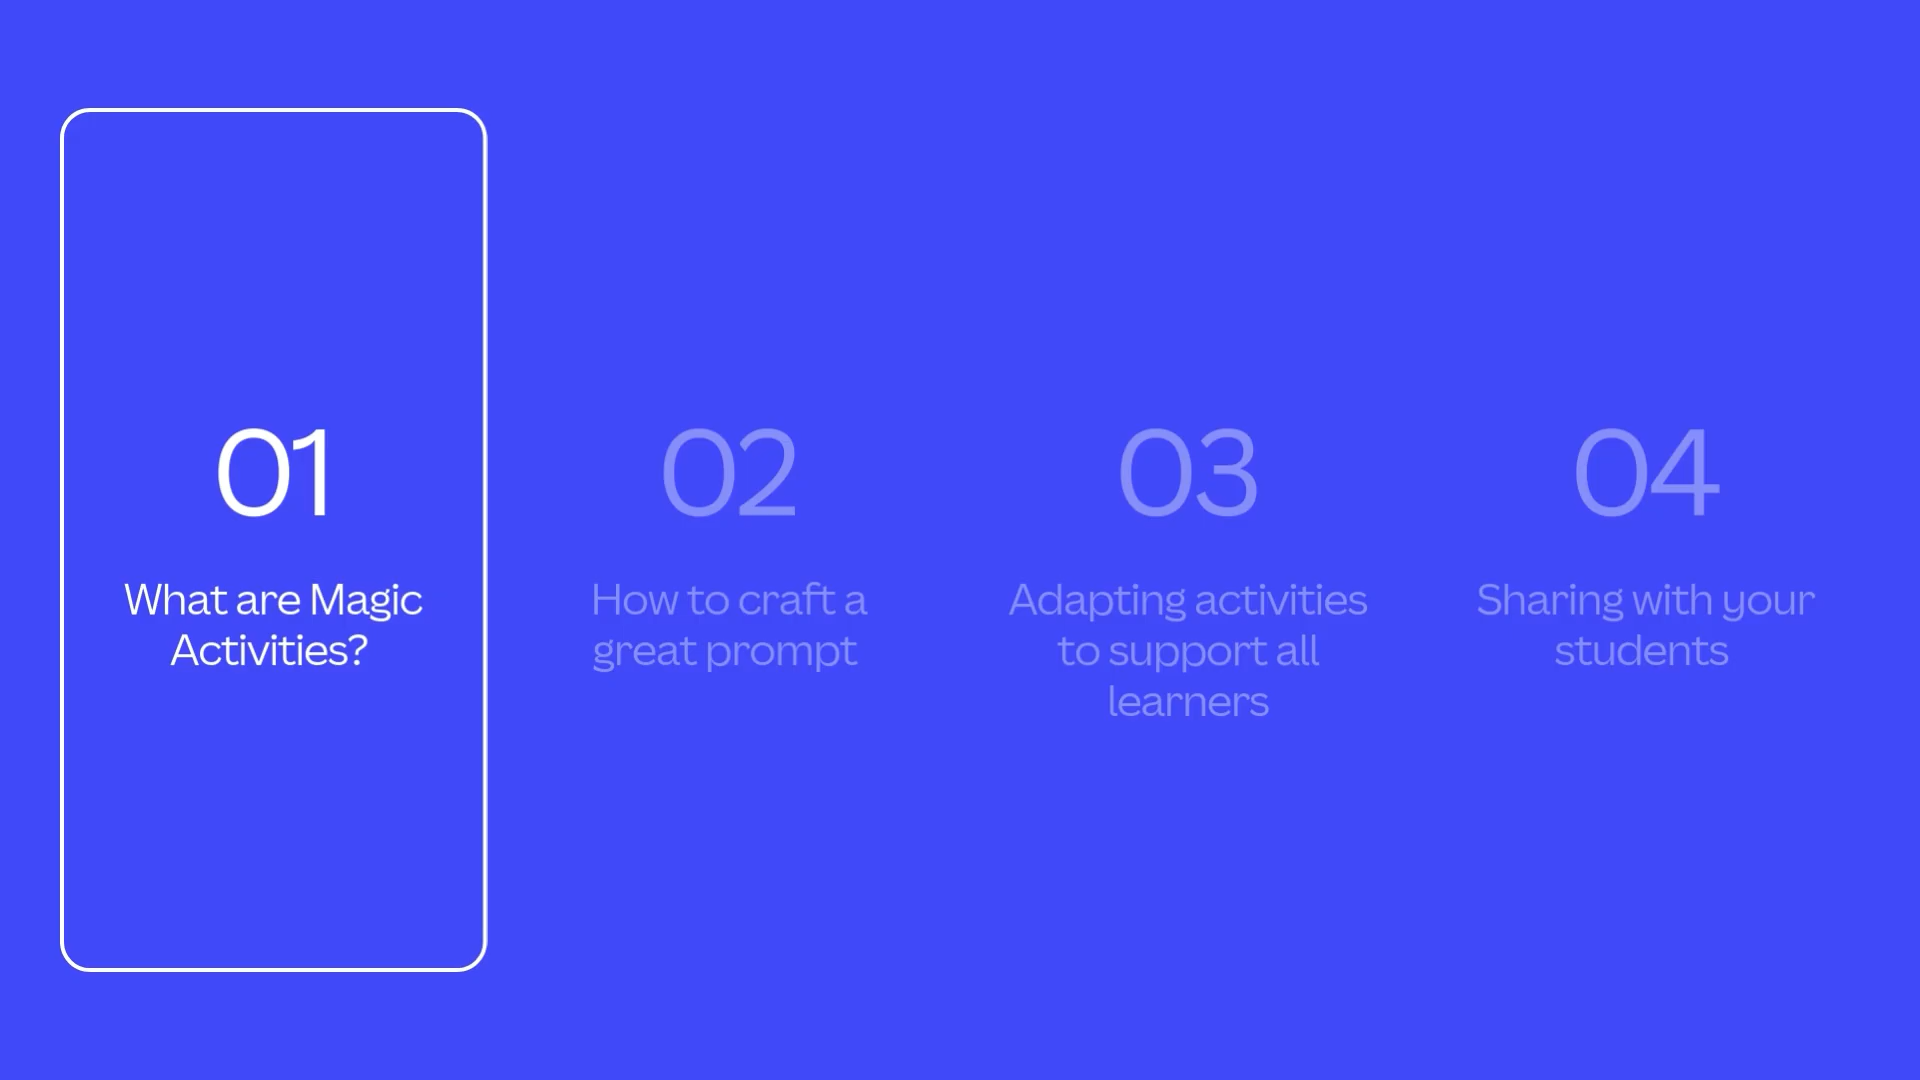 01
What are Magic
Activities?
02
How to craft a
great prompt
03
Adapting activities
to support all
learners
04
Sharing with your
students